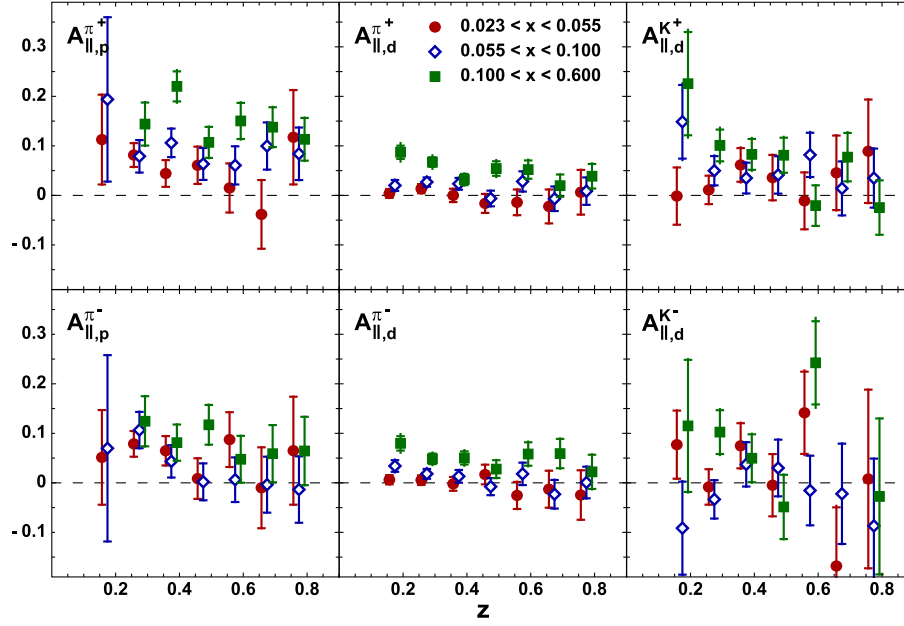 A^{π+}_{||,p}
A^{π+}_{||,d}
A^{K+}_{||,d}
0.023 < x < 0.055
0.055 < x < 0.100
0.100 < x < 0.600
0.3
0.2
0.1
0
-0.1
A^{π-}_{||,p}
A^{π-}_{||,d}
A^{K-}_{||,d}
0.3
0.2
0.1
0
-0.1
0.2 0.4 0.6 0.8 0.2 0.4 0.6 0.8 0.2 0.4 0.6 0.8
z